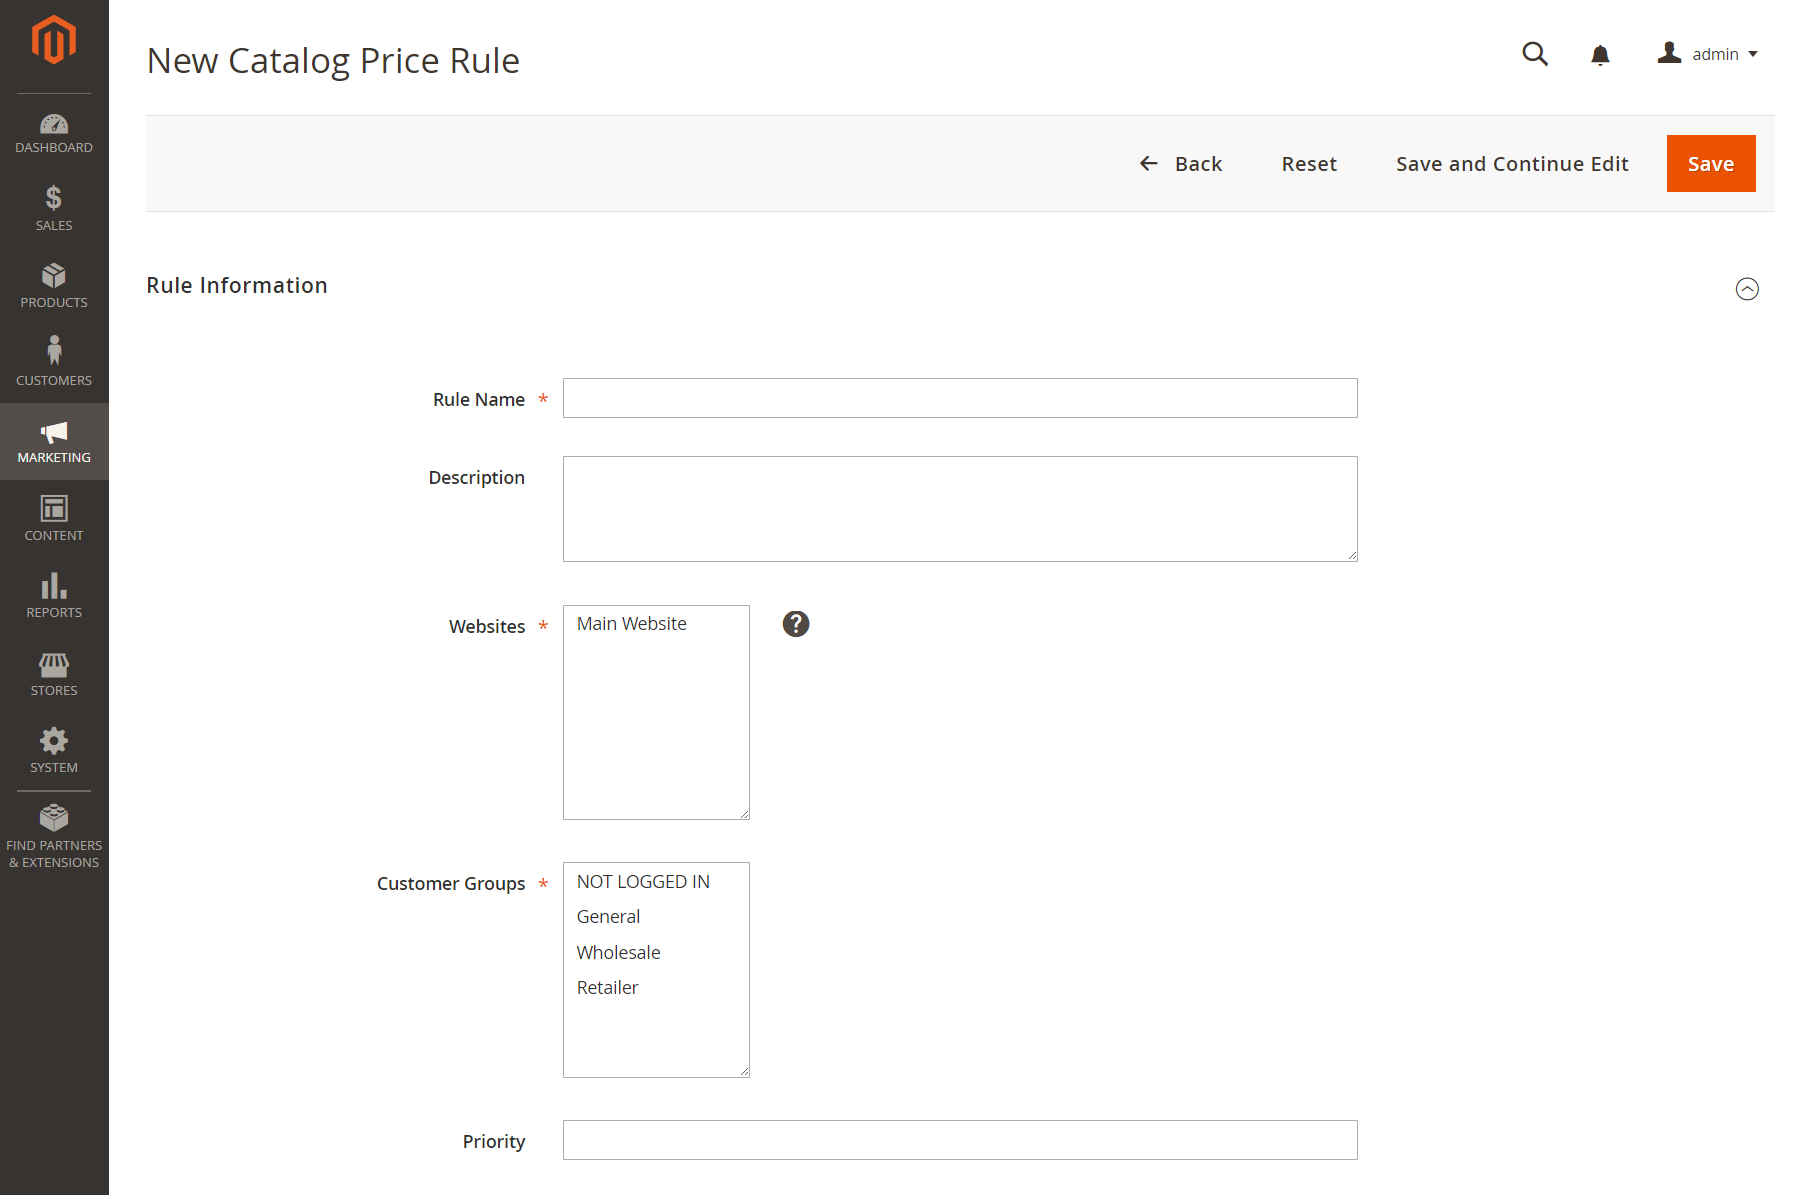 New Catalog Price Rule
admin
Back
Reset
Save and Continue Edit
Save
DASHBOARD
SALES
PRODUCTS
CUSTOMERS
MARKETING
CONTENT
REPORTS
STORES
SYSTEM
FIND PARTNERS
& EXTENSIONS
Rule Information
Rule Name *
Description
Websites *
Main Website
?
Customer Groups *
NOT LOGGED IN
General
Wholesale
Retailer
Priority